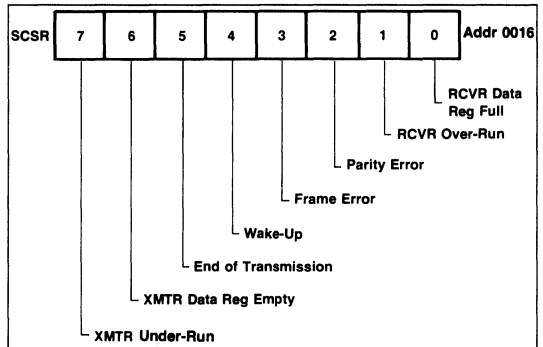 SCSR 7 6 5 4 3 2 1 0 Addr 0016
RCVR Data
Reg Full
RCVR Over-Run
Parity Error
Frame Error
Wake-Up
End of Transmission
XMTR Data Reg Empty
XMTR Under-Run